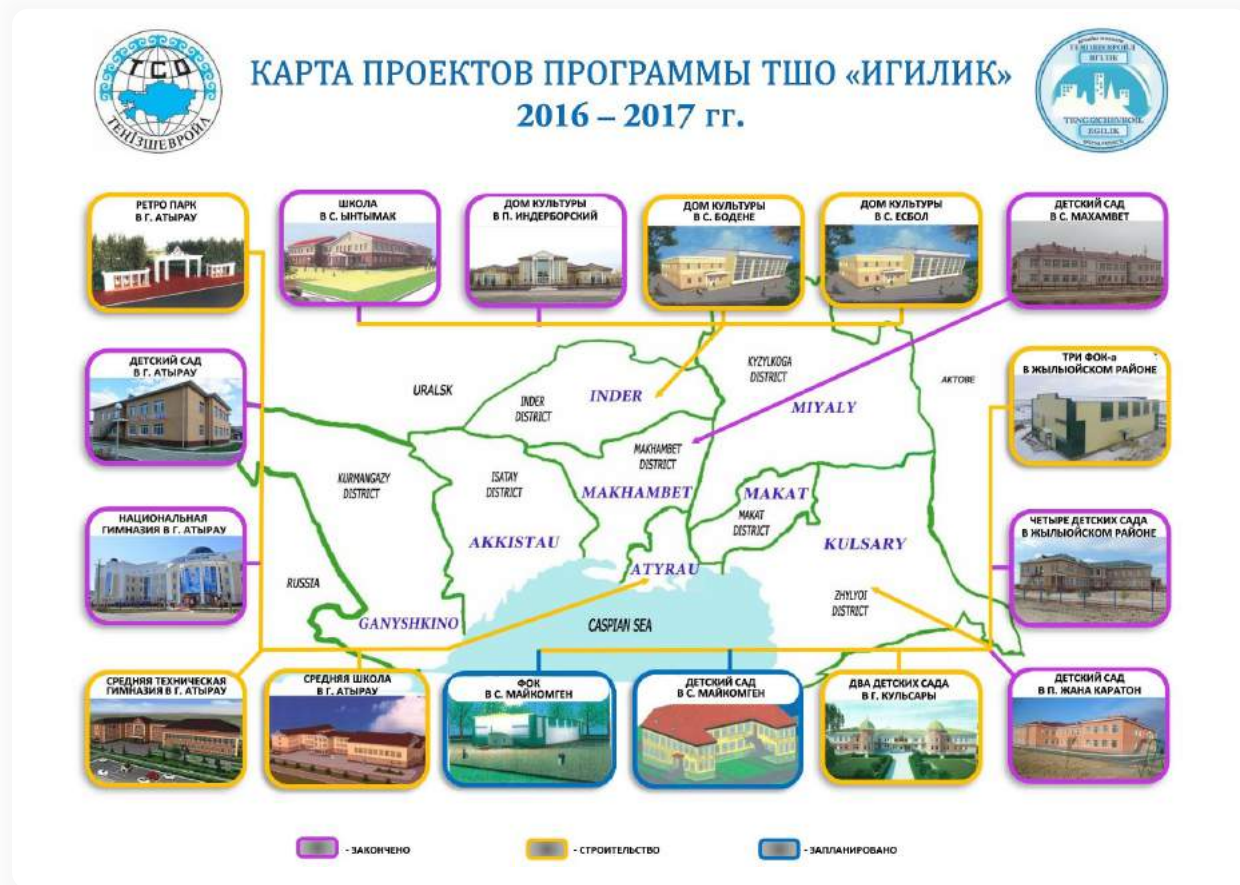 ТСО
ТЕҢІЗШЕВРОЙЛ
КАРТА ПРОЕКТОВ ПРОГРАММЫ ТШО «ИГИЛИК»
2016 – 2017 гг.
ТЕҢІЗШЕВРОЙЛ
TENGIZCHEVROIL
EGILIK
РЕТРО ПАРК
В Г. АТЫРАУ
ШКОЛА
В С. ЫНТЫМАК
ДОМ КУЛЬТУРЫ
В П. ИНДЕРБОРСКИЙ
ДОМ КУЛЬТУРЫ
В С. БОДЕНЕ
ДОМ КУЛЬТУРЫ
В С. ЕСБОЛ
ДЕТСКИЙ САД
В С. МАХАМБЕТ
ДЕТСКИЙ САД
В Г. АТЫРАУ
ТРИ ФОК-а
В ЖЫЛЫОЙСКОМ РАЙОНЕ
НАЦИОНАЛЬНАЯ
ГИМНАЗИЯ В Г. АТЫРАУ
ЧЕТЫРЕ ДЕТСКИХ САДА
В ЖЫЛЫОЙСКОМ РАЙОНЕ
URALSK
INDER
DISTRICT
INDER
KYZYLKOGA
DISTRICT
MIYALY
AKTOBE
KURMANGAZY
DISTRICT
ISATAY
DISTRICT
MAKHAMBET
DISTRICT
MAKHAMBET
MAKAT
MAKAT
DISTRICT
AKKISTAU
KULSARY
ATYRAU
RUSSIA
ZHYLYOI
DISTRICT
GANYSHKINO
CASPIAN SEA
СРЕДНЯЯ ТЕХНИЧЕСКАЯ
ГИМНАЗИЯ В Г. АТЫРАУ
СРЕДНЯЯ ШКОЛА
В Г. АТЫРАУ
ФОК
В С. МАЙКОМГЕН
ДЕТСКИЙ САД
В С. МАЙКОМГЕН
ДВА ДЕТСКИХ САДА
В Г. КУЛЬСАРЫ
ДЕТСКИЙ САД
В П. ЖАНА КАРАТОН
- ЗАКОНЧЕНО
- СТРОИТЕЛЬСТВО
- ЗАПЛАНИРОВАНО